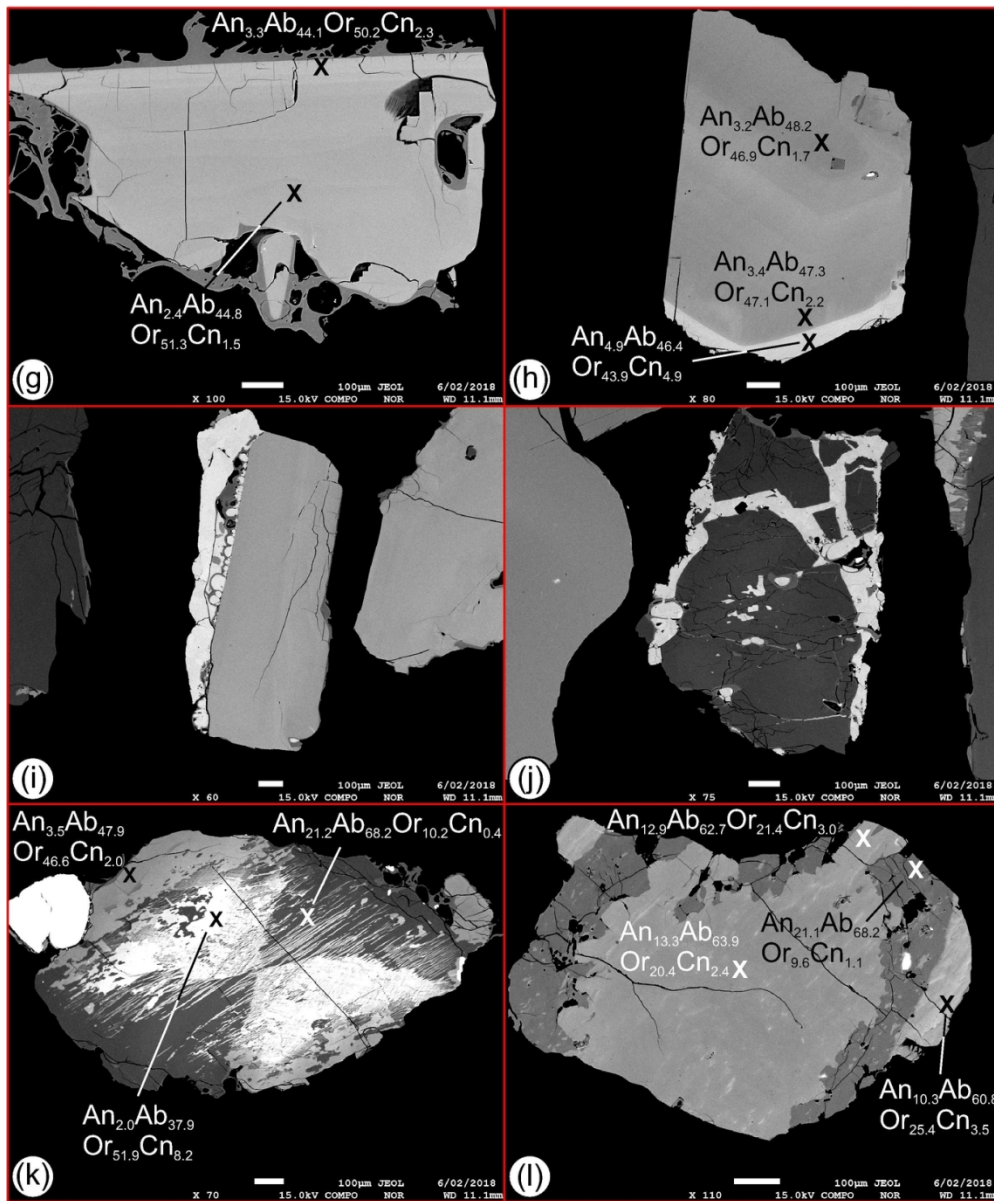 An3.3Ab44.1Or50.2Cn2.3
X
X
An2.4Ab44.8
Or51.3Cn1.5
(g)
100µm JEOL 6/02/2018
X 100 15.0kV COMPO NOR WD 11.1mm
An3.2Ab48.2
Or46.9Cn1.7 X
An3.4Ab47.3
Or47.1Cn2.2
X
X
An4.9Ab46.4
Or43.9Cn4.9
(h)
100µm JEOL 6/02/2018
X 80 15.0kV COMPO NOR WD 11.1mm
(i)
100µm JEOL 6/02/2018
X 60 15.0kV COMPO NOR WD 11.1mm
(j)
100µm JEOL 6/02/2018
X 75 15.0kV COMPO NOR WD 11.1mm
An3.5Ab47.9
Or46.6Cn2.0
X
An21.2Ab68.2Or10.2Cn0.4
X
X
An2.0Ab37.9
Or51.9Cn8.2
(k)
100µm JEOL 6/02/2018
X 70 15.0kV COMPO NOR WD 11.1mm
An12.9Ab62.7Or21.4Cn3.0
X
X
An21.1Ab68.2
Or9.6Cn1.1
An13.3Ab63.9
Or20.4Cn2.4 X
X
An10.3Ab60.8
Or25.4Cn3.5
(l)
100µm JEOL 6/02/2018
X 110 15.0kV COMPO NOR WD 11.1mm